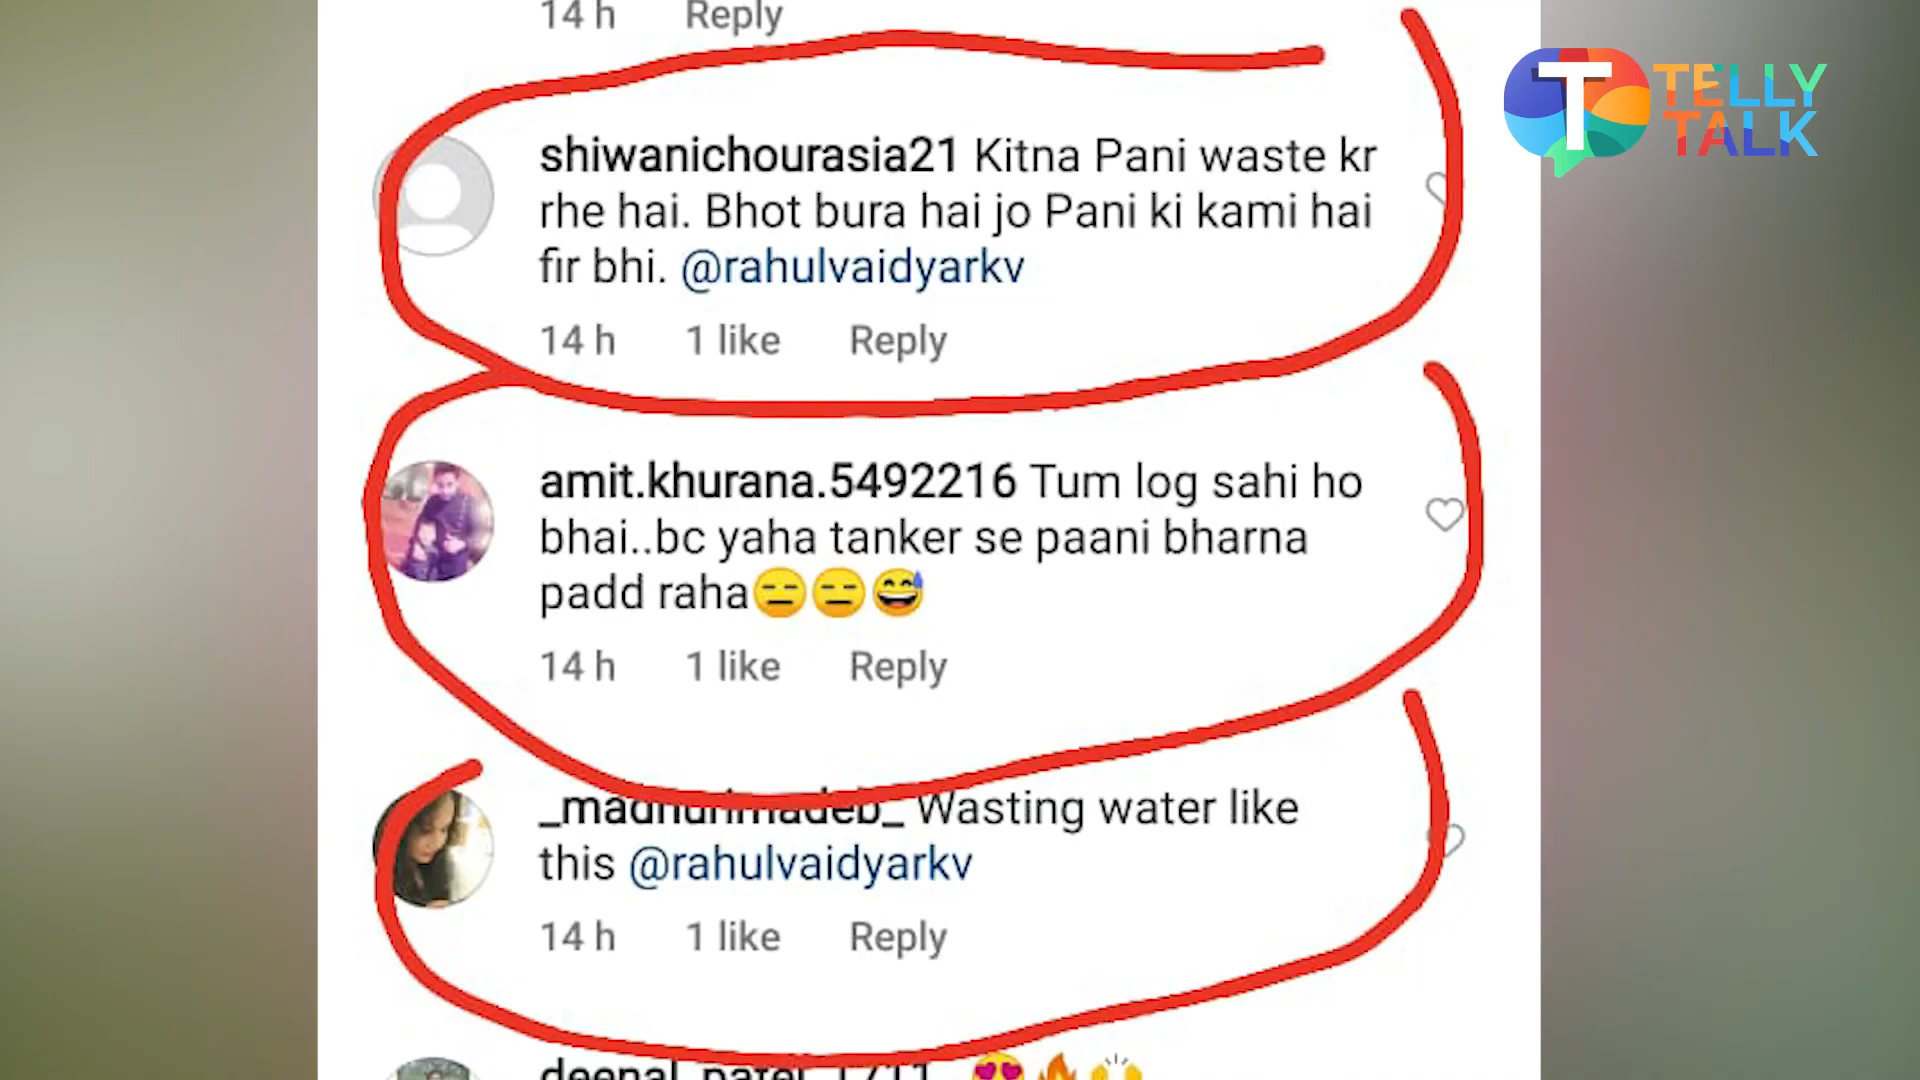 14 h Reply
TELLY
TALK
shiwanichourasia21 Kitna Pani waste kr
rhe hai. Bhot bura hai jo Pani ki kami hai
fir bhi. @rahulvaidyarkv
14 h 1 like Reply
amit.khurana.5492216 Tum log sahi ho
bhai..bc yaha tanker se paani bharna
padd raha😑😑😅
14 h 1 like Reply
_madhurimadeb_ Wasting water like
this @rahulvaidyarkv
14 h 1 like Reply
😍🔥🙌